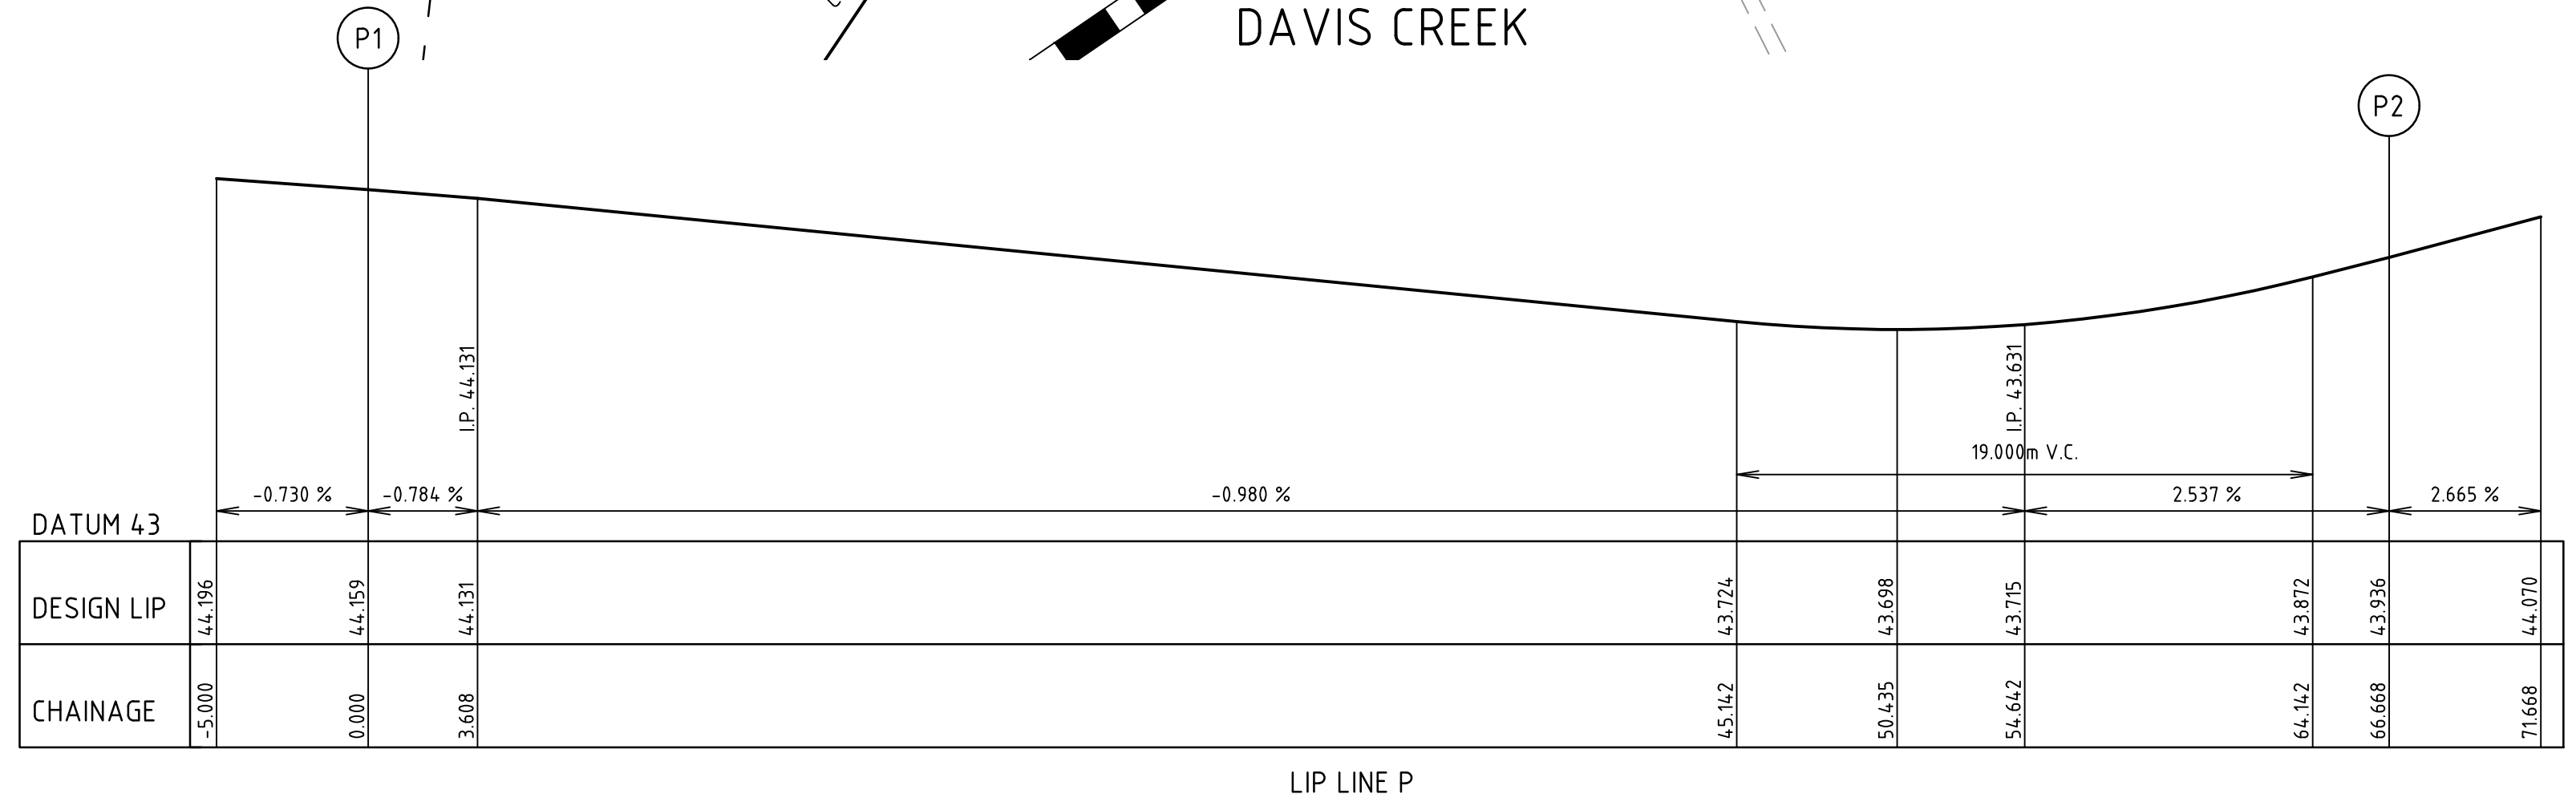 DAVIS CREEK
P1
P2
I.P. 44.131
I.P. 43.631
19.000m V.C.
-0.730 % -0.784 % -0.980 % 2.537 % 2.665 %
DATUM 43
DESIGN LIP 44.196 44.159 44.131 43.724 43.698 43.715 43.872 43.936 44.070
CHAINAGE -5.000 0.000 3.608 45.142 50.435 54.642 64.142 66.668 71.668
LIP LINE P